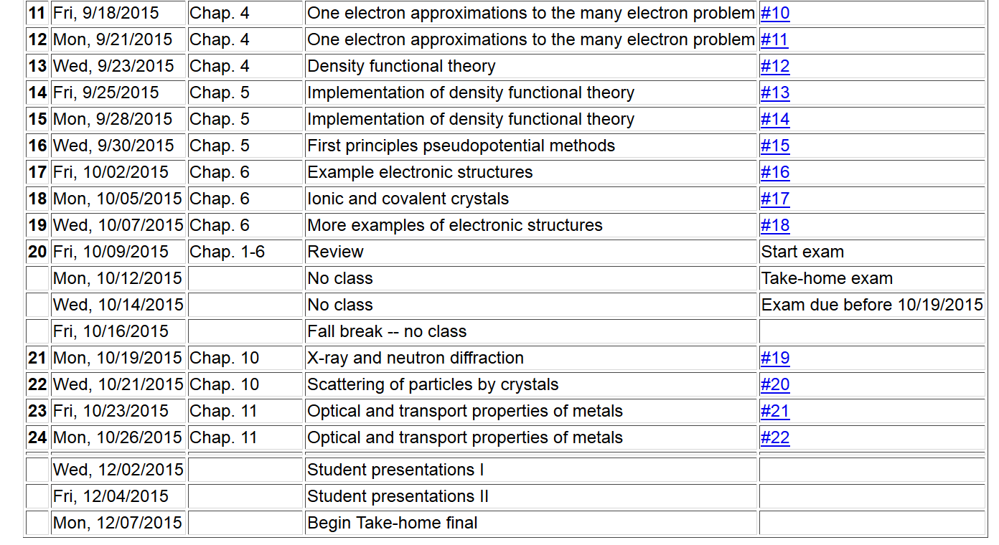 11 Fri, 9/18/2015 Chap. 4 One electron approximations to the many electron problem #10
12 Mon, 9/21/2015 Chap. 4 One electron approximations to the many electron problem #11
13 Wed, 9/23/2015 Chap. 4 Density functional theory #12
14 Fri, 9/25/2015 Chap. 5 Implementation of density functional theory #13
15 Mon, 9/28/2015 Chap. 5 Implementation of density functional theory #14
16 Wed, 9/30/2015 Chap. 5 First principles pseudopotential methods #15
17 Fri, 10/02/2015 Chap. 6 Example electronic structures #16
18 Mon, 10/05/2015 Chap. 6 Ionic and covalent crystals #17
19 Wed, 10/07/2015 Chap. 6 More examples of electronic structures #18
20 Fri, 10/09/2015 Chap. 1-6 Review Start exam
Mon, 10/12/2015 No class Take-home exam
Wed, 10/14/2015 No class Exam due before 10/19/2015
Fri, 10/16/2015 Fall break -- no class
21 Mon, 10/19/2015 Chap. 10 X-ray and neutron diffraction #19
22 Wed, 10/21/2015 Chap. 10 Scattering of particles by crystals #20
23 Fri, 10/23/2015 Chap. 11 Optical and transport properties of metals #21
24 Mon, 10/26/2015 Chap. 11 Optical and transport properties of metals #22
Wed, 12/02/2015 Student presentations I
Fri, 12/04/2015 Student presentations II
Mon, 12/07/2015 Begin Take-home final